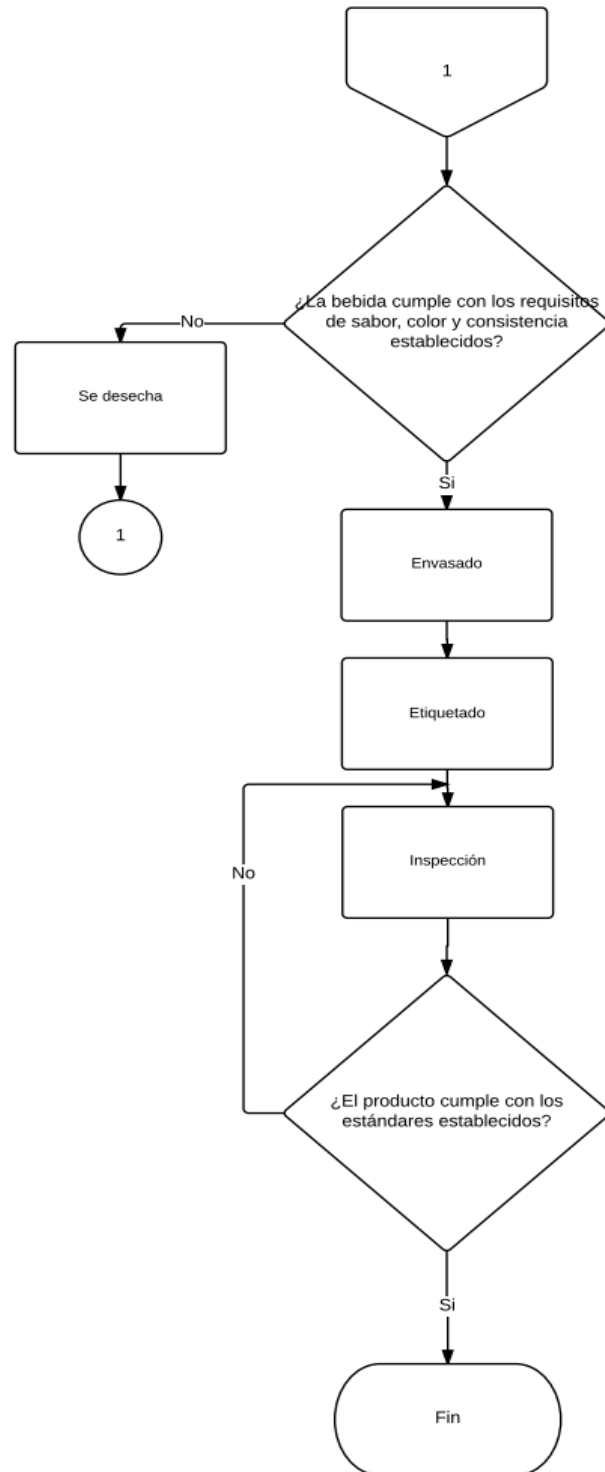 1
¿La bebida cumple con los requisitos
de sabor, color y consistencia
establecidos?
No
Se desecha
1
Si
Envasado
Etiquetado
Inspección
No
¿El producto cumple con los
estándares establecidos?
Si
Fin